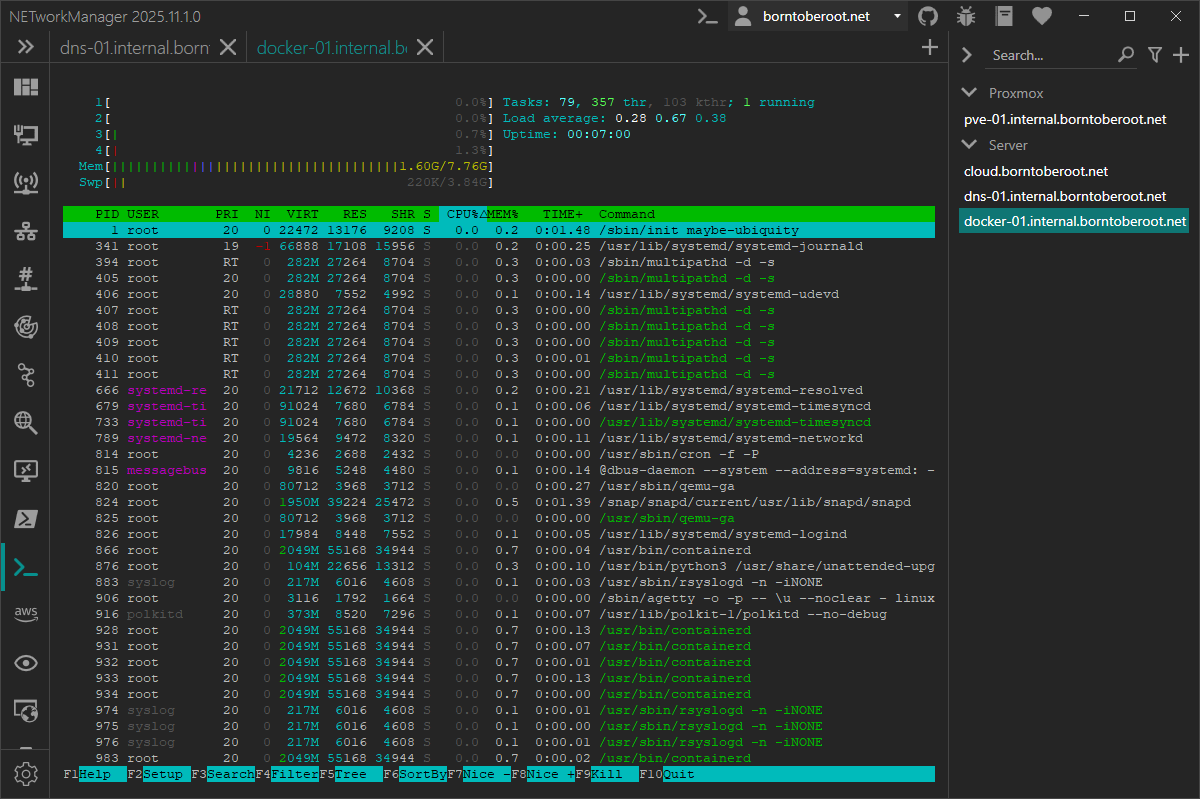 NETworkManager 2025.11.1.0
borntoberoot.net
dns-01.internal.born
docker-01.internal.b
Search...
1[ 0.0%] Tasks: 79, 357 thr, 103 kthr; 1 running
2[ 0.0%] Load average: 0.28 0.67 0.38
3[| 0.7%] Uptime: 00:07:00
4[| 1.3%]
Mem[||||||||||||||||||||||||||||||||||||1.60G/7.76G]
Swp[|| 220K/3.84G]
PID USER PRI NI VIRT RES SHR S CPU%△MEM% TIME+ Command
1 root 20 0 22472 13176 9208 S 0.0 0.2 0:01.48 /sbin/init maybe-ubiquity
341 root 19 -1 66888 17108 15956 S 0.0 0.2 0:00.25 /usr/lib/systemd/systemd-journald
394 root RT 0 282M 27264 8704 S 0.0 0.3 0:00.03 /sbin/multipathd -d -s
405 root 20 0 282M 27264 8704 S 0.0 0.3 0:00.00 /sbin/multipathd -d -s
406 root 20 0 28880 7552 4992 S 0.0 0.1 0:00.14 /usr/lib/systemd/systemd-udevd
407 root RT 0 282M 27264 8704 S 0.0 0.3 0:00.00 /sbin/multipathd -d -s
408 root RT 0 282M 27264 8704 S 0.0 0.3 0:00.00 /sbin/multipathd -d -s
409 root RT 0 282M 27264 8704 S 0.0 0.3 0:00.00 /sbin/multipathd -d -s
410 root RT 0 282M 27264 8704 S 0.0 0.3 0:00.01 /sbin/multipathd -d -s
411 root RT 0 282M 27264 8704 S 0.0 0.3 0:00.00 /sbin/multipathd -d -s
666 systemd-re 20 0 21712 12672 10368 S 0.0 0.2 0:00.21 /usr/lib/systemd/systemd-resolved
679 systemd-ti 20 0 91024 7680 6784 S 0.0 0.1 0:00.06 /usr/lib/systemd/systemd-timesyncd
733 systemd-ti 20 0 91024 7680 6784 S 0.0 0.1 0:00.00 /usr/lib/systemd/systemd-timesyncd
789 systemd-ne 20 0 19564 9472 8320 S 0.0 0.1 0:00.11 /usr/lib/systemd/systemd-networkd
814 root 20 0 4236 2688 2432 S 0.0 0.0 0:00.00 /usr/sbin/cron -f -P
815 messagebus 20 0 9816 5248 4480 S 0.0 0.1 0:00.14 @dbus-daemon --system --address=systemd: -
820 root 20 0 80712 3968 3712 S 0.0 0.0 0:00.27 /usr/sbin/qemu-ga
824 root 20 0 1950M 39224 25472 S 0.0 0.5 0:01.39 /snap/snapd/current/usr/lib/snapd/snapd
825 root 20 0 80712 3968 3712 S 0.0 0.0 0:00.00 /usr/sbin/qemu-ga
826 root 20 0 17984 8448 7552 S 0.0 0.1 0:00.05 /usr/lib/systemd/systemd-logind
866 root 20 0 2049M 55168 34944 S 0.0 0.7 0:00.04 /usr/bin/containerd
876 root 20 0 104M 22656 13312 S 0.0 0.3 0:00.10 /usr/bin/python3 /usr/share/unattended-upg
883 syslog 20 0 217M 6016 4608 S 0.0 0.1 0:00.03 /usr/sbin/rsyslogd -n -iNONE
906 root 20 0 3116 1792 1664 S 0.0 0.0 0:00.00 /sbin/agetty -o -p -- \u --noclear - linux
916 polkitd 20 0 373M 8520 7296 S 0.0 0.1 0:00.07 /usr/lib/polkit-1/polkitd --no-debug
928 root 20 0 2049M 55168 34944 S 0.0 0.7 0:00.13 /usr/bin/containerd
931 root 20 0 2049M 55168 34944 S 0.0 0.7 0:00.07 /usr/bin/containerd
932 root 20 0 2049M 55168 34944 S 0.0 0.7 0:00.01 /usr/bin/containerd
933 root 20 0 2049M 55168 34944 S 0.0 0.7 0:00.13 /usr/bin/containerd
934 root 20 0 2049M 55168 34944 S 0.0 0.7 0:00.00 /usr/bin/containerd
974 syslog 20 0 217M 6016 4608 S 0.0 0.1 0:00.01 /usr/sbin/rsyslogd -n -iNONE
975 syslog 20 0 217M 6016 4608 S 0.0 0.1 0:00.00 /usr/sbin/rsyslogd -n -iNONE
976 syslog 20 0 217M 6016 4608 S 0.0 0.1 0:00.01 /usr/sbin/rsyslogd -n -iNONE
983 root 20 0 2049M 55168 34944 S 0.0 0.7 0:00.02 /usr/bin/containerd
F1Help F2Setup F3SearchF4FilterF5Tree F6SortByF7Nice -F8Nice +F9Kill F10Quit
Proxmox
pve-01.internal.borntoberoot.net
Server
cloud.borntoberoot.net
dns-01.internal.borntoberoot.net
docker-01.internal.borntoberoot.net
aws